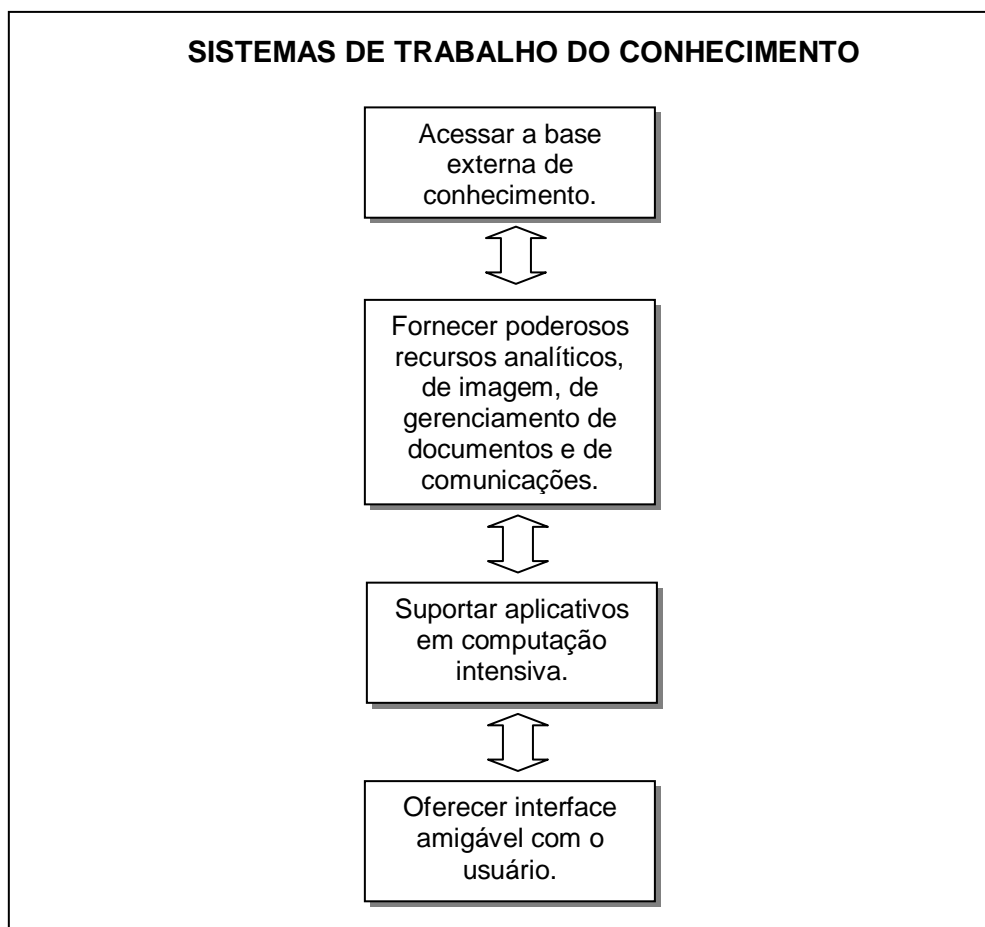 SISTEMAS DE TRABALHO DO CONHECIMENTO
Acessar a base
externa de
conhecimento.
Fornecer poderosos
recursos analíticos,
de imagem, de
gerenciamento de
documentos e de
comunicações.
Suportar aplicativos
em computação
intensiva.
Oferecer interface
amigável com o
usuário.